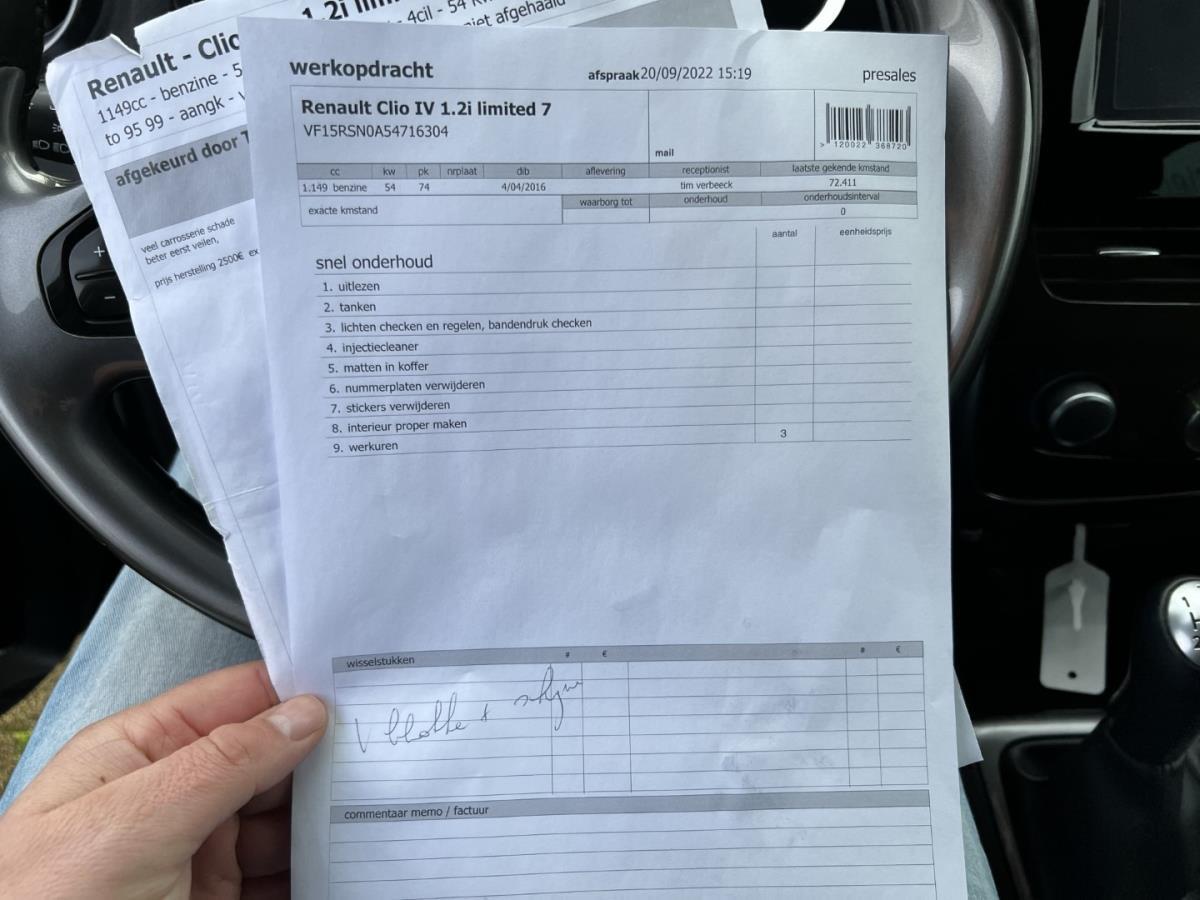 1.2i
4cil - 54
niet afgehaald
Renault - Clio
1149cc - benzine - 5
to 95 99 - aangk -
afgekeurd door
veel carrosserie schade
beter eerst veilen,
prijs herstelling 2500€ ex
werkopdracht
afspraak 20/09/2022 15:19
presales
Renault Clio IV 1.2i limited 7
VF15RSN0A54716304
mail
> 120022 368720
cc kw pk nrplaat dib aflevering receptionist laatste gekende kmstand
1.149 benzine 54 74 4/04/2016 tim verbeeck 72.411
exacte kmstand waarborg tot onderhoud onderhoudsinterval
0
aantal eenheidsprijs
snel onderhoud
1. uitlezen
2. tanken
3. lichten checken en regelen, bandendruk checken
4. injectiecleaner
5. matten in koffer
6. nummerplaten verwijderen
7. stickers verwijderen
8. interieur proper maken
9. werkuren 3
wisselstukken # € # €
commentaar memo / factuur